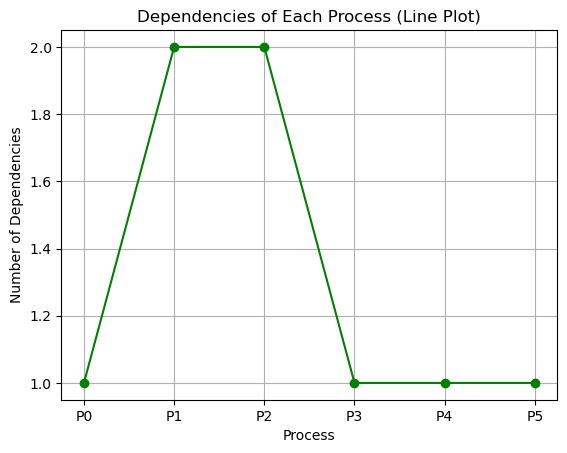 Dependencies of Each Process (Line Plot)
Number of Dependencies
2.0
1.8
1.6
1.4
1.2
1.0
P0 P1 P2 P3 P4 P5
Process